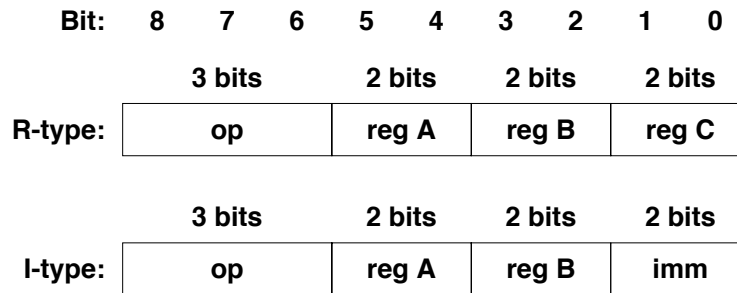 Bit: 8 7 6 5 4 3 2 1 0
3 bits 2 bits 2 bits 2 bits
R-type: op reg A reg B reg C
3 bits 2 bits 2 bits 2 bits
I-type: op reg A reg B imm